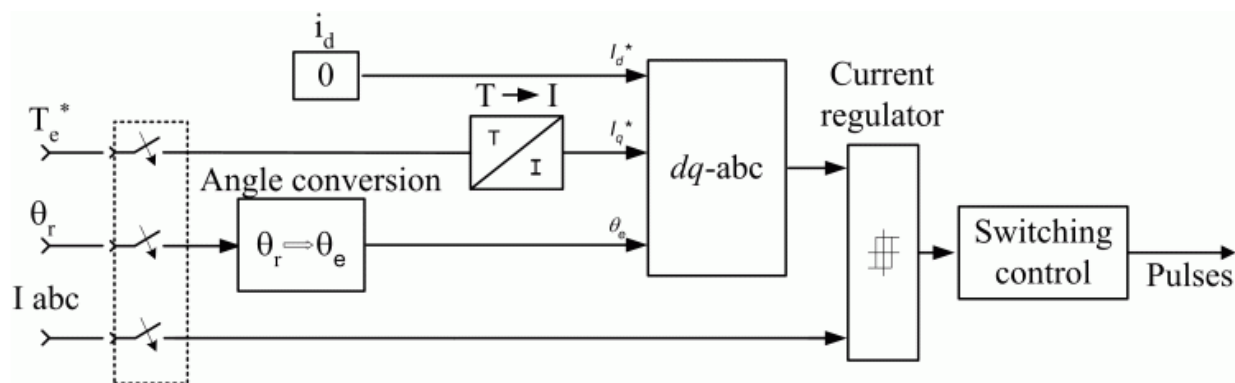 i_d
0
I_d*
T → I
T
I
I_q*
T_e*
Angle conversion
θ_r
θ_r ⇒ θ_e
θ_e
I abc
dq-abc
Current
regulator
Switching
control
Pulses